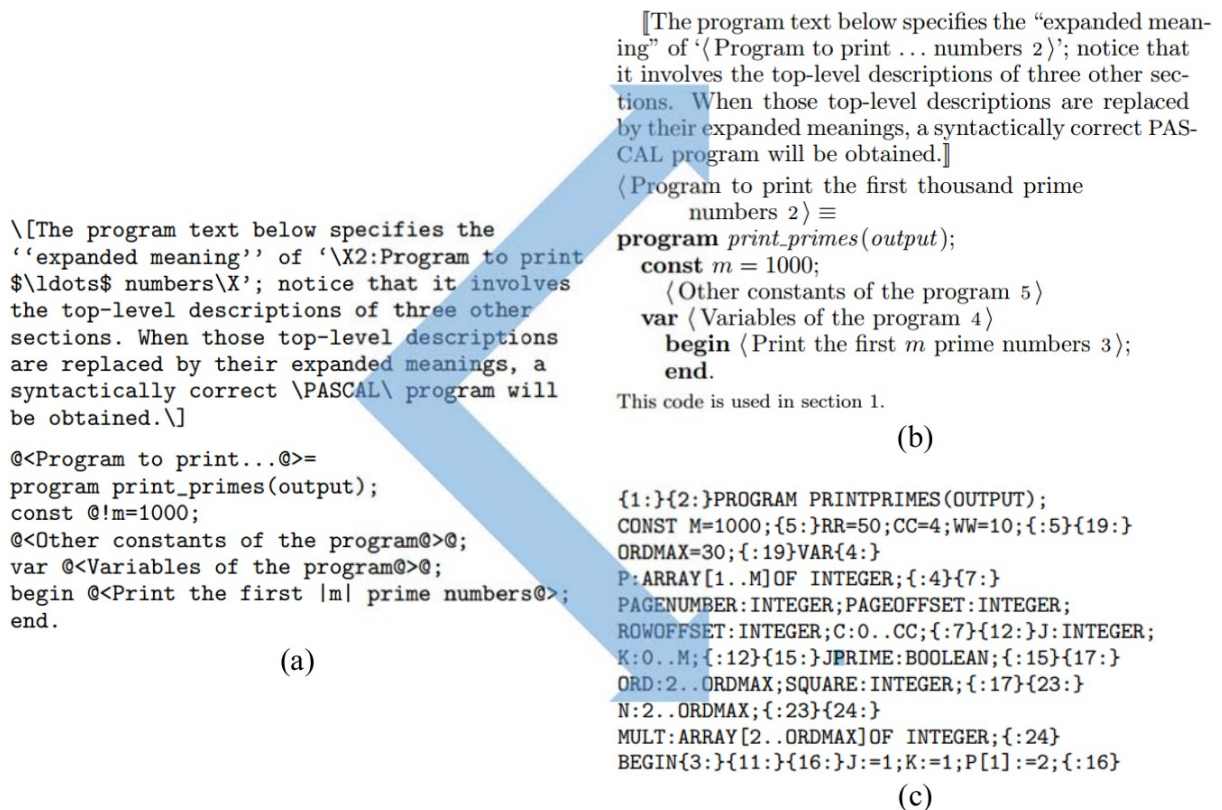 \[The program text below specifies the
‘‘expanded meaning’’ of ‘\X2:Program to print
$\ldots$ numbers\X’; notice that it involves
the top-level descriptions of three other
sections. When those top-level descriptions
are replaced by their expanded meanings, a
syntactically correct \PASCAL\ program will
be obtained.\]
@<Program to print...@>=
program print_primes(output);
const @!m=1000;
@<Other constants of the program@>@;
var @<Variables of the program@>@;
begin @<Print the first |m| prime numbers@>;
end.
(a)
⟦The program text below specifies the “expanded mean-
ing” of ‘⟨Program to print ... numbers 2⟩’; notice that
it involves the top-level descriptions of three other sec-
tions. When those top-level descriptions are replaced
by their expanded meanings, a syntactically correct PAS-
CAL program will be obtained.⟧
⟨Program to print the first thousand prime
numbers 2⟩ ≡
program print_primes(output);
const m = 1000;
⟨Other constants of the program 5⟩
var ⟨Variables of the program 4⟩
begin ⟨Print the first m prime numbers 3⟩;
end.
This code is used in section 1.
(b)
{1:}{2:}PROGRAM PRINTPRIMES(OUTPUT);
CONST M=1000;{5:}RR=50;CC=4;WW=10;{:5}{19:}
ORDMAX=30;{:19}VAR{4:}
P:ARRAY[1..M]OF INTEGER;{:4}{7:}
PAGENUMBER:INTEGER;PAGEOFFSET:INTEGER;
ROWOFFSET:INTEGER;C:0..CC;{:7}{12:}J:INTEGER;
K:0..M;{:12}{15:}JPRIME:BOOLEAN;{:15}{17:}
ORD:2..ORDMAX;SQUARE:INTEGER;{:17}{23:}
N:2..ORDMAX;{:23}{24:}
MULT:ARRAY[2..ORDMAX]OF INTEGER;{:24}
BEGIN{3:}{11:}{16:}J:=1;K:=1;P[1]:=2;{:16}
(c)